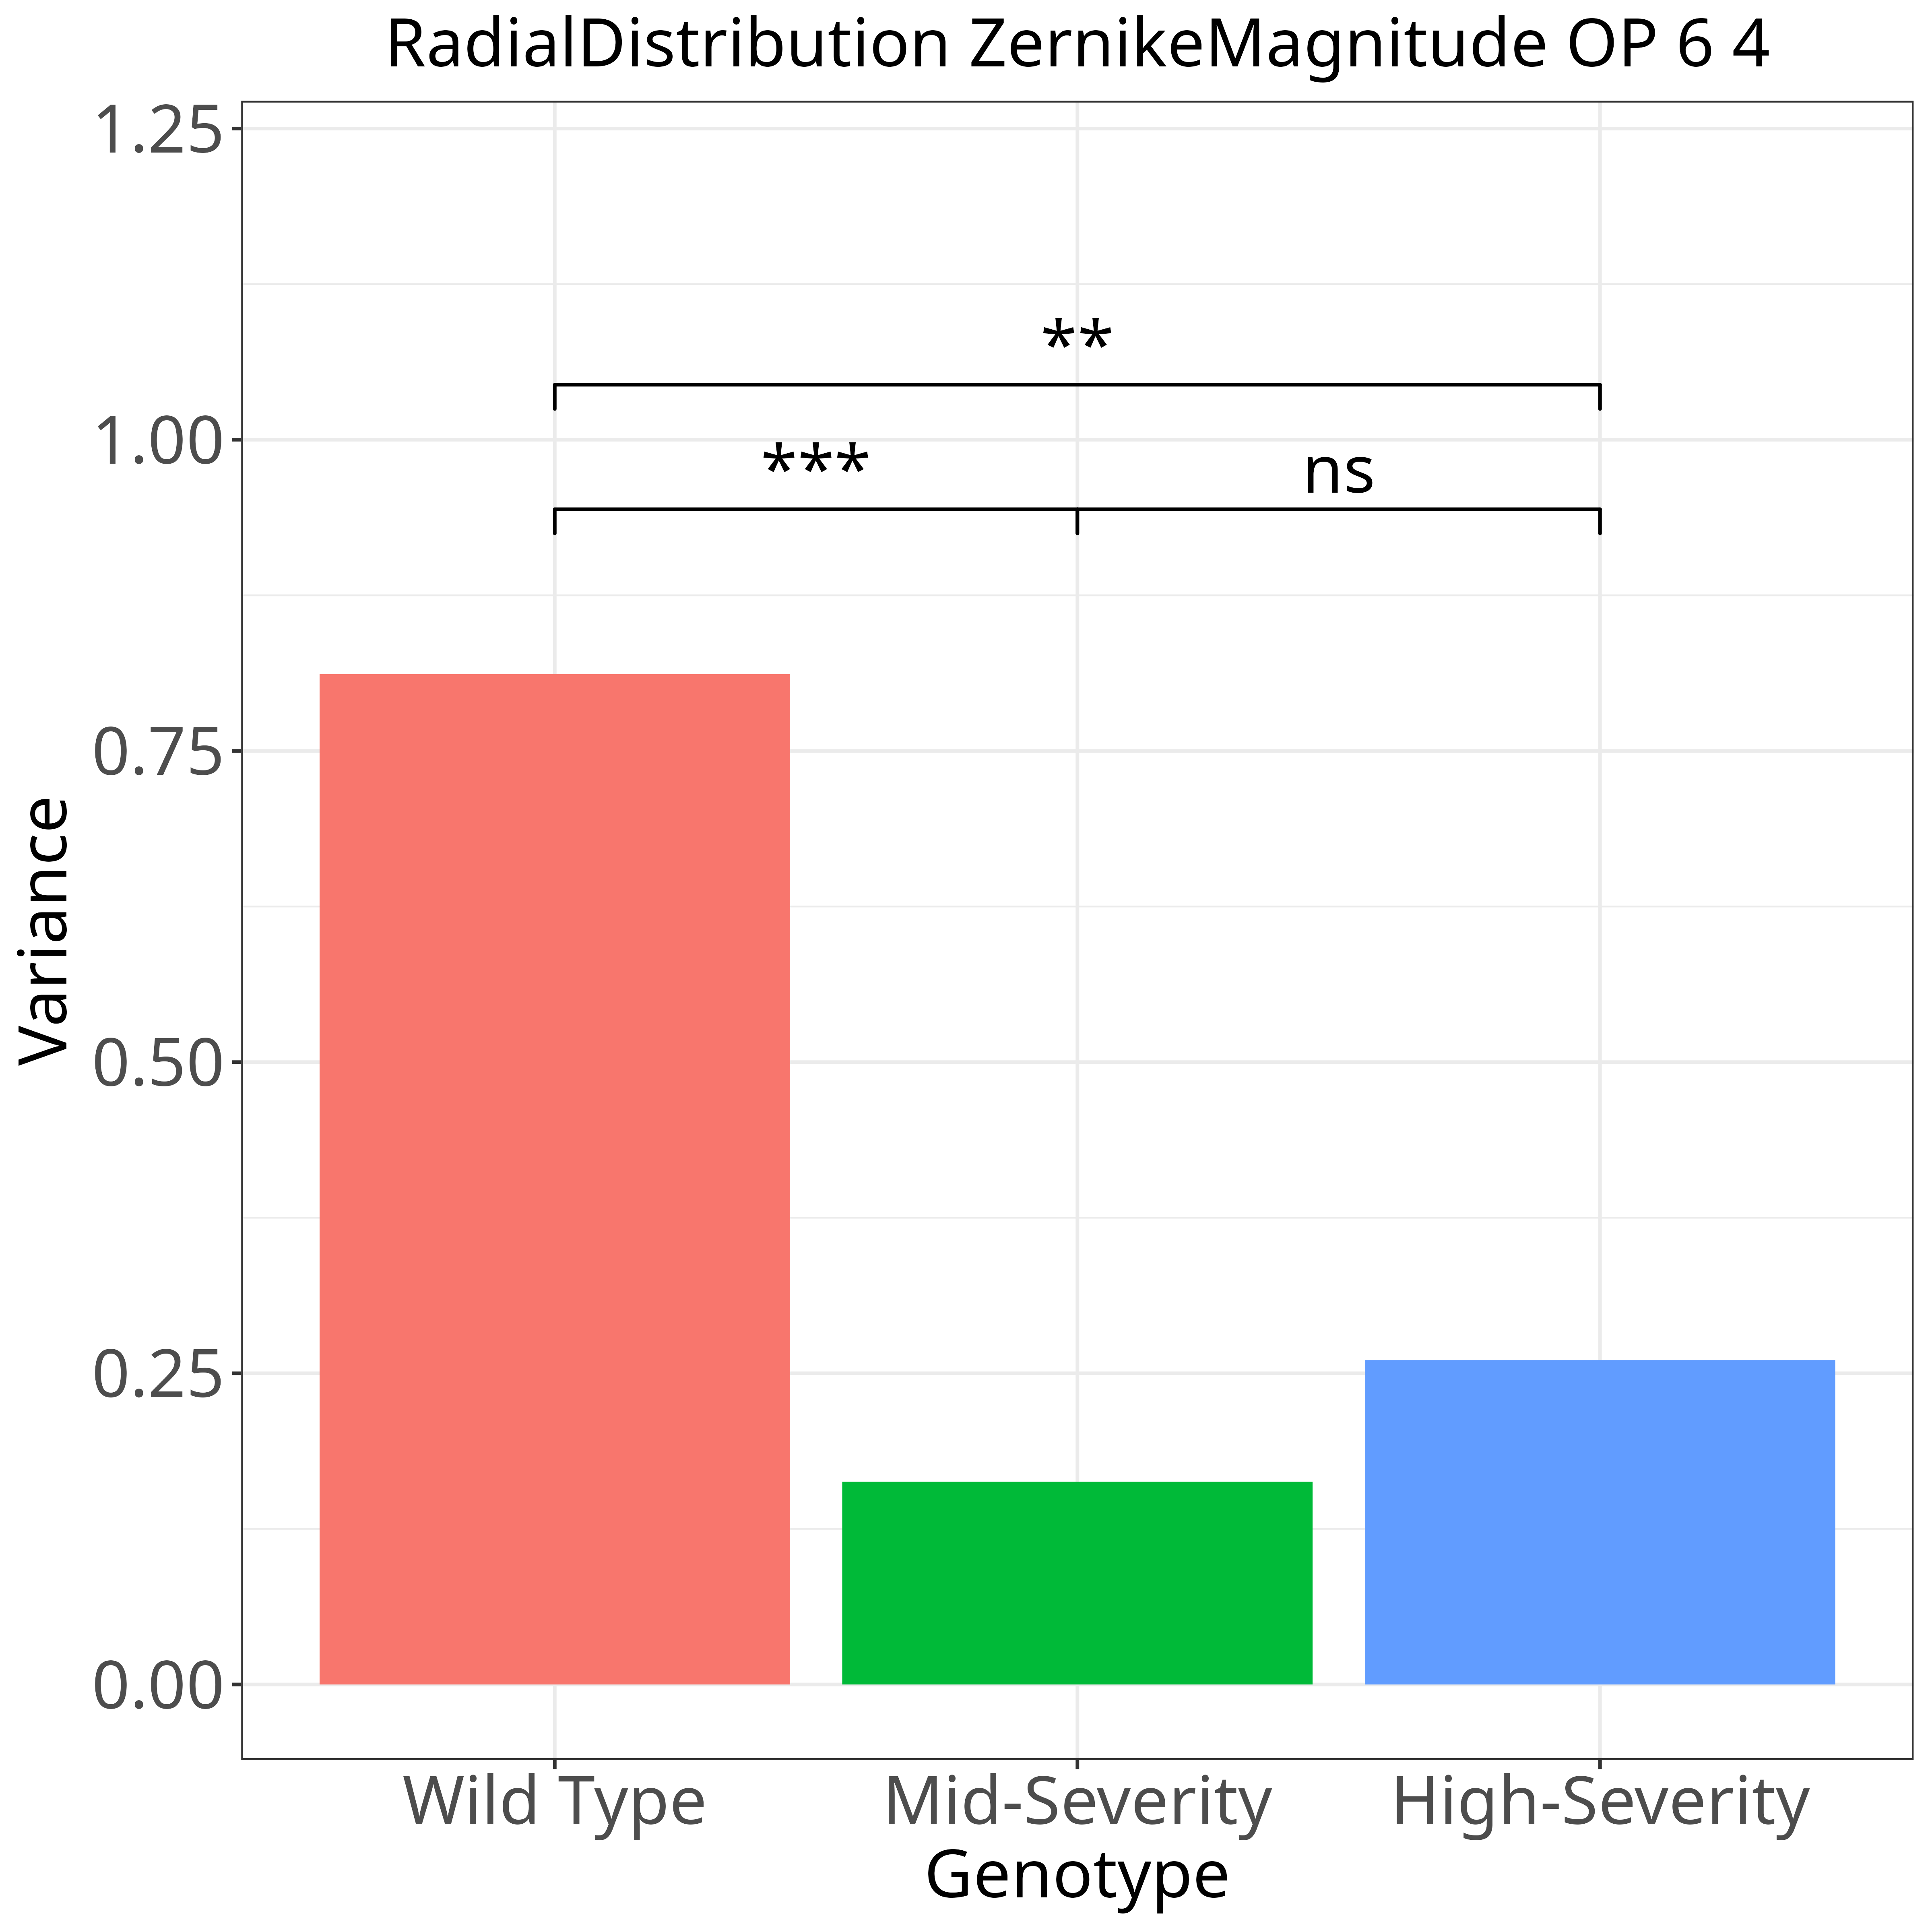 RadialDistribution ZernikeMagnitude OP 6 4
1.25
**
1.00
***
ns
0.75
Variance
0.50
0.25
0.00
Wild Type
Mid-Severity
High-Severity
Genotype